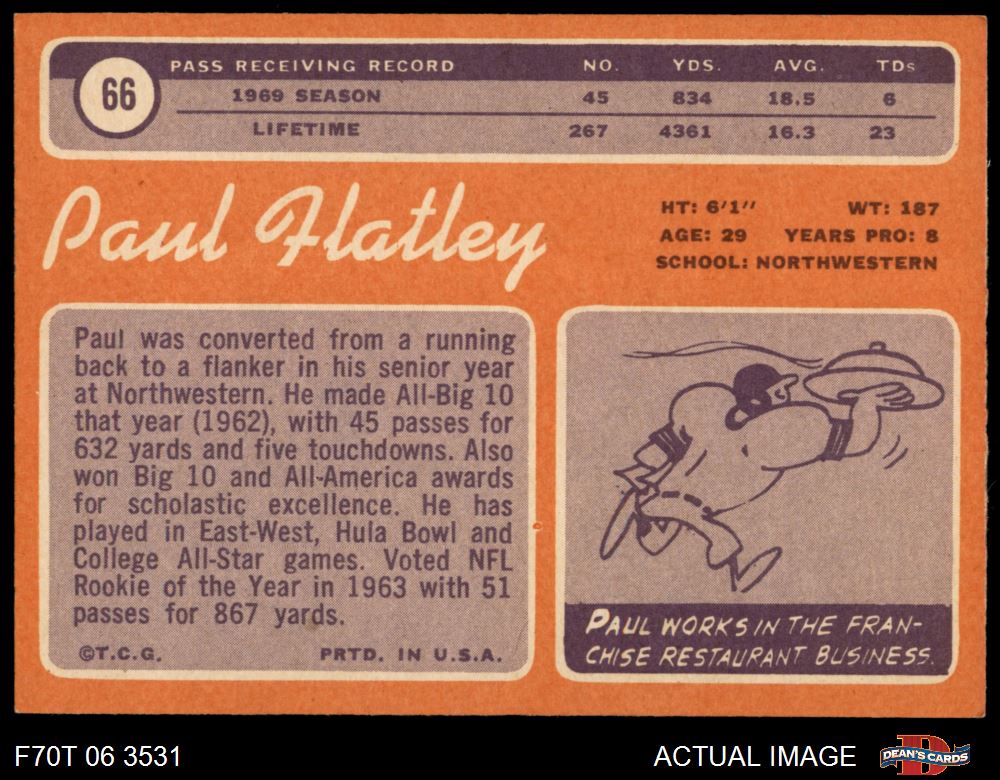 66
PASS RECEIVING RECORD NO. YDS. AVG. TDs
1969 SEASON 45 834 18.5 6
LIFETIME 267 4361 16.3 23
Paul Flatley
HT: 6'1" WT: 187
AGE: 29 YEARS PRO: 8
SCHOOL: NORTHWESTERN
Paul was converted from a running
back to a flanker in his senior year
at Northwestern. He made All-Big 10
that year (1962), with 45 passes for
632 yards and five touchdowns. Also
won Big 10 and All-America awards
for scholastic excellence. He has
played in East-West, Hula Bowl and
College All-Star games. Voted NFL
Rookie of the Year in 1963 with 51
passes for 867 yards.
©T.C.G. PRTD. IN U.S.A.
PAUL WORKS IN THE FRAN-
CHISE RESTAURANT BUSINESS.
F70T 06 3531 ACTUAL IMAGE
D
DEAN'S CARDS